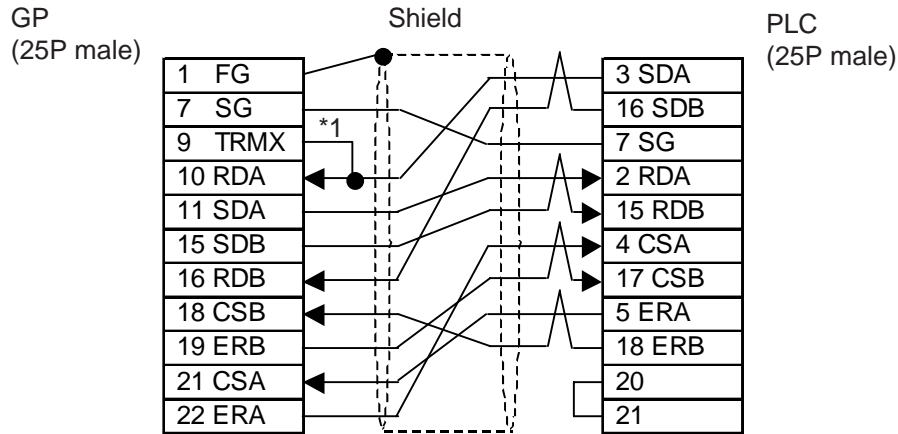 GP
(25P male)
Shield
PLC
(25P male)
1 FG
7 SG
9 TRMX
10 RDA
11 SDA
15 SDB
16 RDB
18 CSB
19 ERB
21 CSA
22 ERA
*1
3 SDA
16 SDB
7 SG
2 RDA
15 RDB
4 CSA
17 CSB
5 ERA
18 ERB
20
21